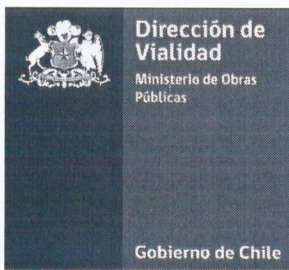 Dirección de
Vialidad
Ministerio de Obras
Públicas
Gobierno de Chile